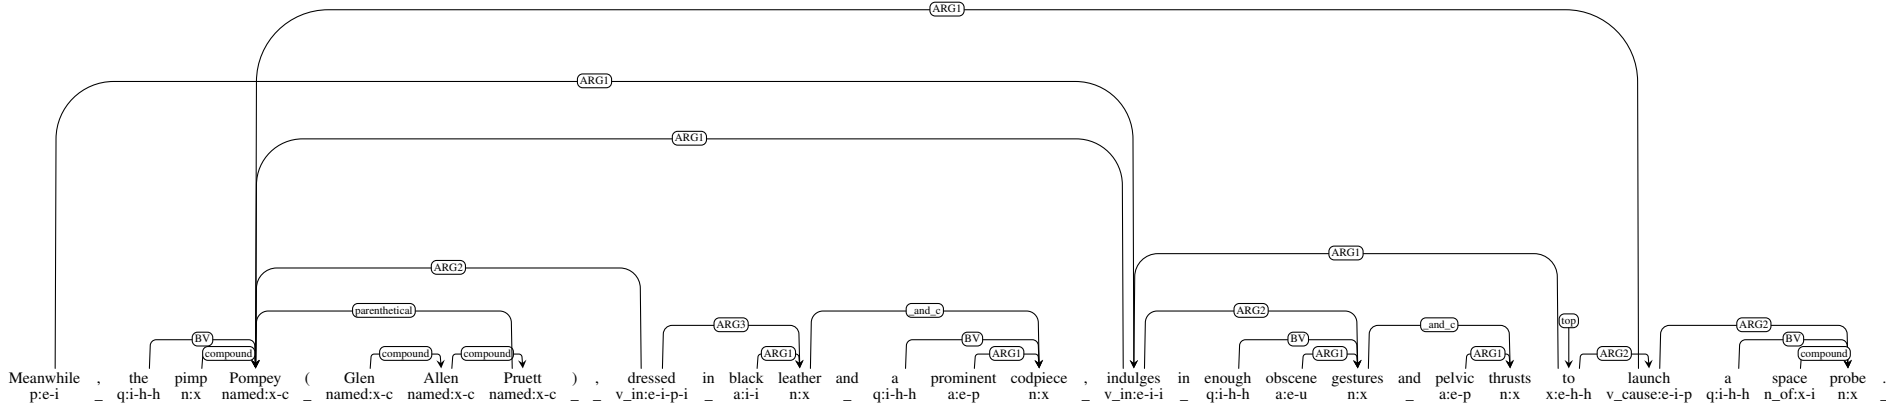 ARG1
ARG1
ARG1
ARG1
ARG2
parenthetical _and_c ARG2 top
ARG3 _and_c ARG2
BV BV BV BV
compound compound compound ARG1 ARG1 ARG1 ARG1 ARG2 compound
Meanwhile , the pimp Pompey ( Glen Allen Pruett ) , dressed in black leather and a prominent codpiece , indulges in enough obscene gestures and pelvic thrusts to launch a space probe .
p:e-i _ q:i-h-h n:x named:x-c _ named:x-c named:x-c named:x-c _ _ v_in:e-i-p-i _ a:i-i n:x _ q:i-h-h a:e-p n:x _ v_in:e-i-i _ q:i-h-h a:e-u n:x _ a:e-p n:x x:e-h-h v_cause:e-i-p q:i-h-h n_of:x-i n:x _